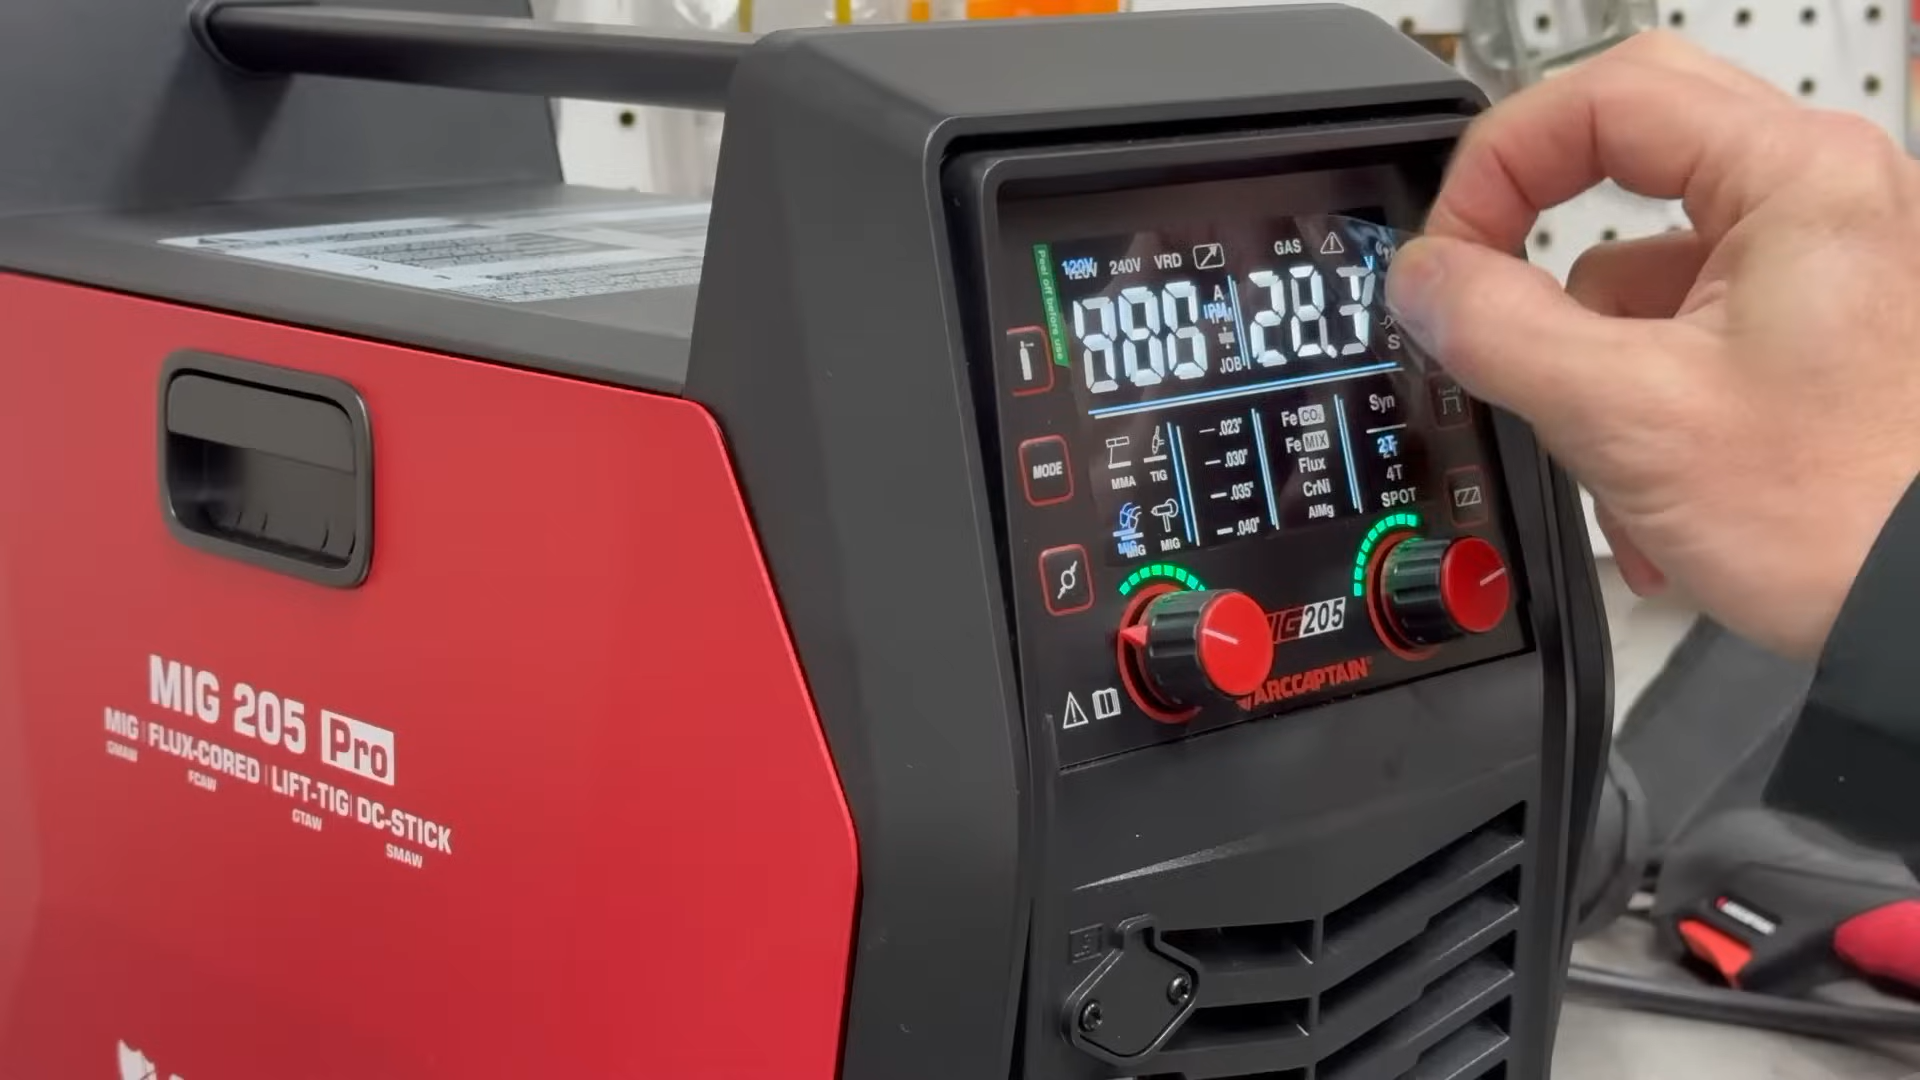 Peel off before use
120V 240V VRD
GAS
A
IPM
JOB
28.3
V
S
MODE
MMA TIG
MIG MIG
.023"
.030"
.035"
.040"
Fe CO₂
Fe MIX
Flux
CrNi
AlMg
Syn
2T
4T
SPOT
MIG205
ARCCAPTAIN
MIG 205 Pro
MIG | FLUX-CORED | LIFT-TIG | DC-STICK
GMAW FCAW GTAW SMAW